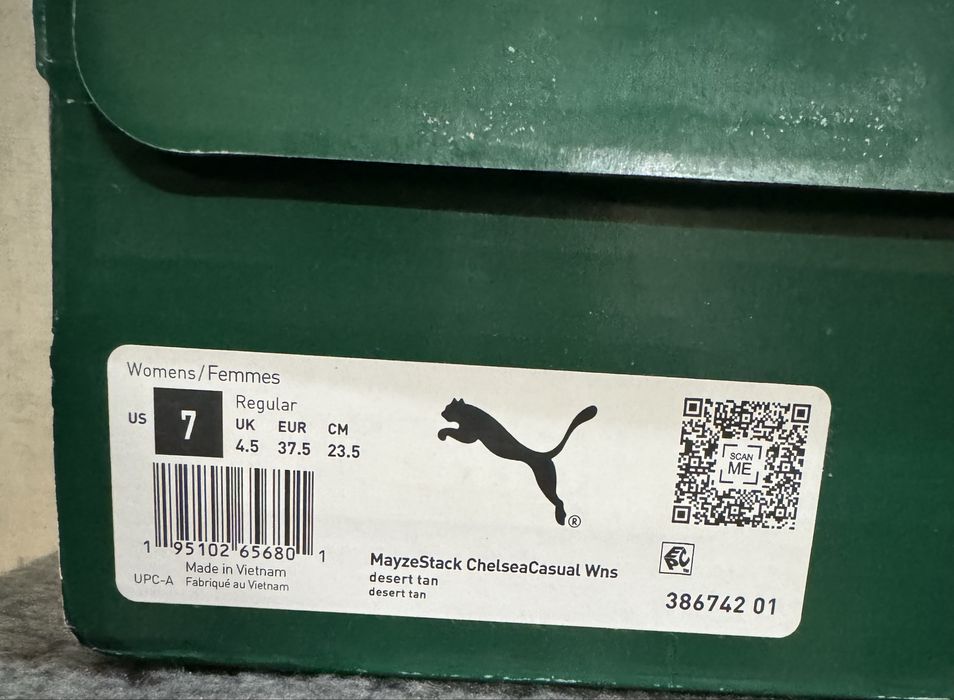 Womens/Femmes
US 7
Regular
UK EUR CM
4.5 37.5 23.5
1 95102 65680 1
UPC-A
Made in Vietnam
Fabriqué au Vietnam
®
MayzeStack ChelseaCasual Wns
desert tan
desert tan
SCAN
ME
386742 01